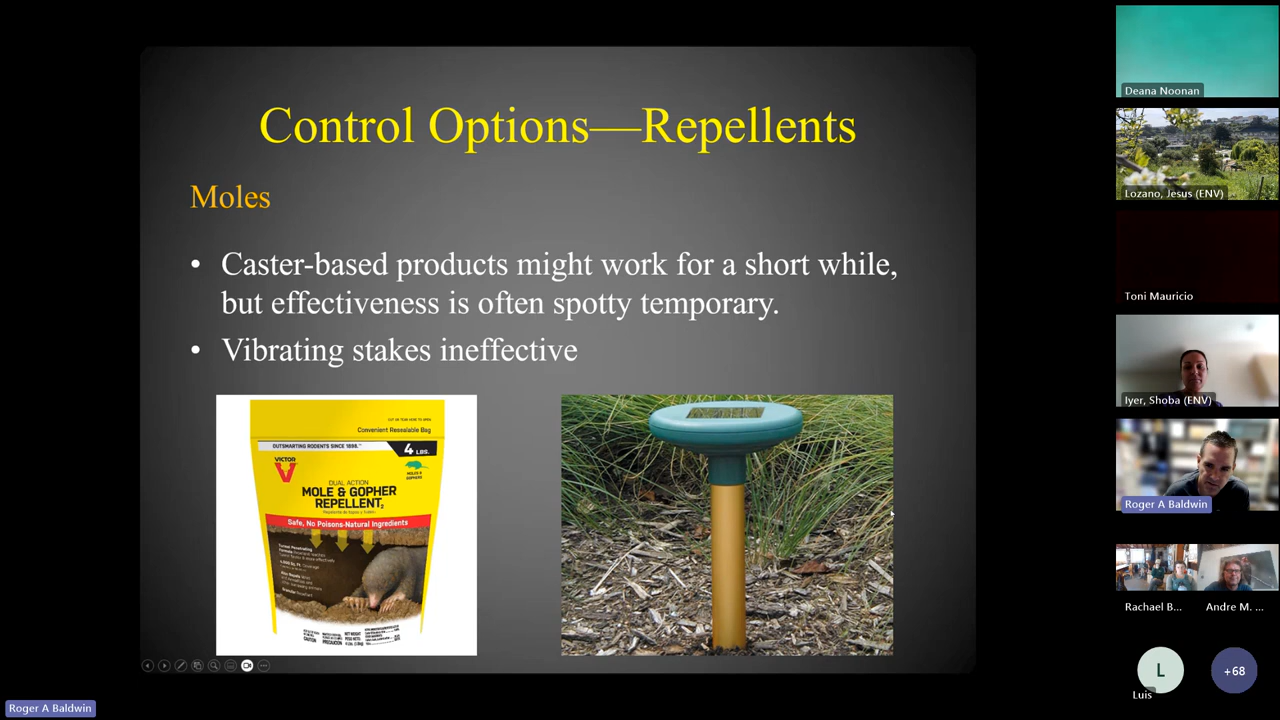 Control Options—Repellents
Moles
• Caster-based products might work for a short while,
but effectiveness is often spotty temporary.
• Vibrating stakes ineffective
Convenient Resealable Bag
OUTSMARTING RODENTS SINCE 1898.™
4 LBS.
VICTOR
MOLES & GOPHERS
DUAL ACTION
MOLE & GOPHER
REPELLENT
Safe, No Poisons-Natural Ingredients
Deana Noonan
Lozano, Jesus (ENV)
Toni Mauricio
Iyer, Shoba (ENV)
Roger A Baldwin
Rachael B...
Andre M. ...
L
Luis
+68
Roger A Baldwin